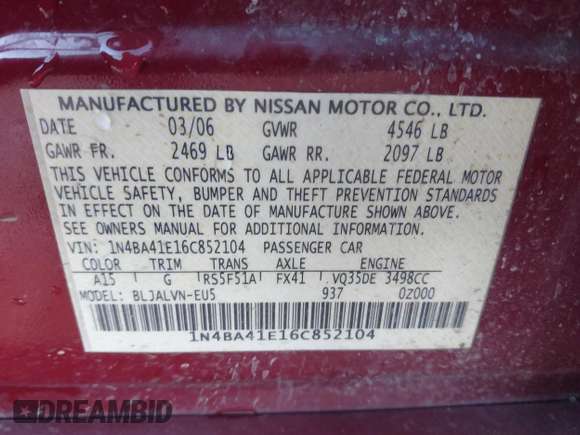 MANUFACTURED BY NISSAN MOTOR CO., LTD.
DATE 03/06 GVWR 4546 LB
GAWR FR. 2469 LB GAWR RR. 2097 LB
THIS VEHICLE CONFORMS TO ALL APPLICABLE FEDERAL MOTOR
VEHICLE SAFETY, BUMPER AND THEFT PREVENTION STANDARDS
IN EFFECT ON THE DATE OF MANUFACTURE SHOWN ABOVE.
SEE OWNERS MANUAL FOR ADDITIONAL INFORMATION.
VIN: 1N4BA41E16C852104 PASSENGER CAR
COLOR TRIM TRANS AXLE ENGINE
A15 G RS5F51A FX41 VQ35DE 3498CC
MODEL: BLJALVN-EU5 937 0Z000
1N4BA41E16C852104
DREAMBID